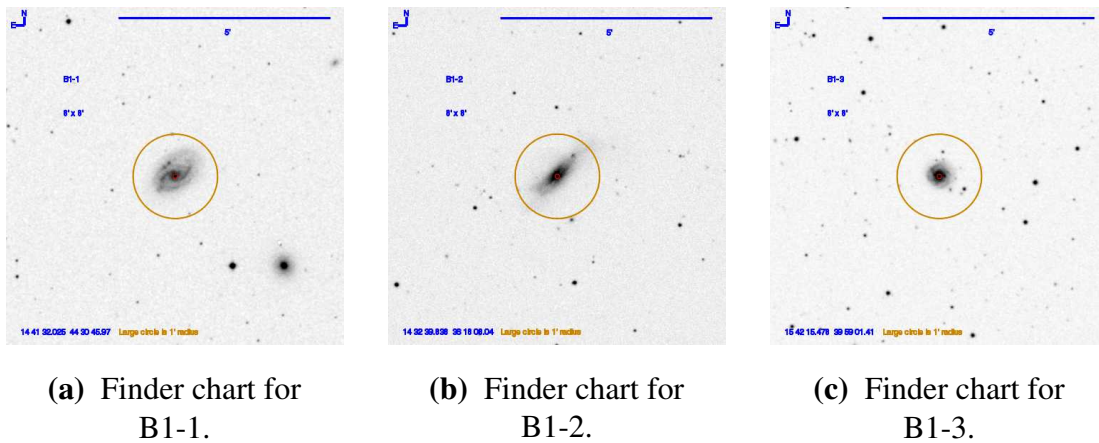 N
E
5'
B1-1
8' x 8'
14 41 32.025 44 30 45.97 Large circle is 1' radius
(a) Finder chart for
B1-1.
N
E
5'
B1-2
8' x 8'
14 32 39.838 36 18 08.04 Large circle is 1' radius
(b) Finder chart for
B1-2.
N
E
5'
B1-3
8' x 8'
15 42 15.478 39 59 01.41 Large circle is 1' radius
(c) Finder chart for
B1-3.